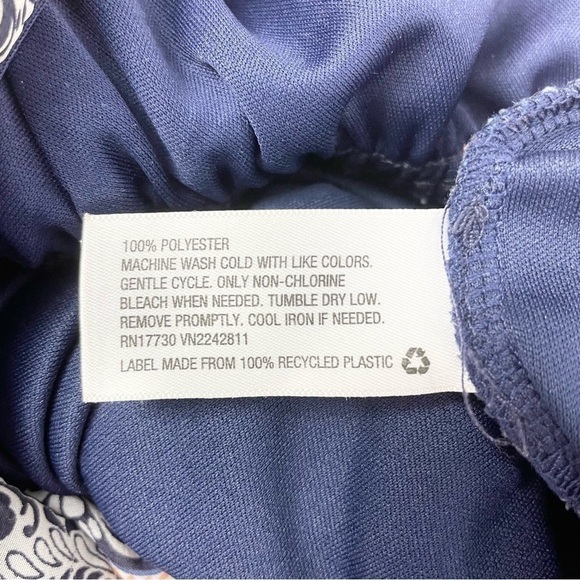 100% POLYESTER
MACHINE WASH COLD WITH LIKE COLORS.
GENTLE CYCLE. ONLY NON-CHLORINE
BLEACH WHEN NEEDED. TUMBLE DRY LOW.
REMOVE PROMPTLY. COOL IRON IF NEEDED.
RN17730 VN2242811
LABEL MADE FROM 100% RECYCLED PLASTIC